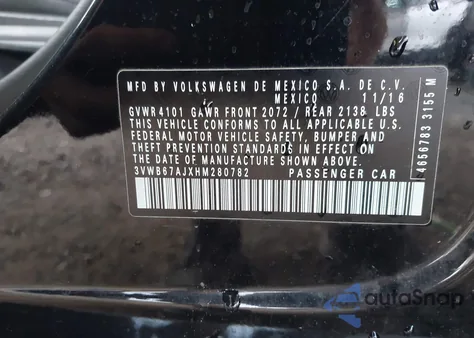 MFD. BY VOLKSWAGEN DE MEXICO S.A. DE C.V.
MEXICO 11/16
GVWR 4101 GAWR FRONT 2072 / REAR 2138 LBS
THIS VEHICLE CONFORMS TO ALL APPLICABLE U.S.
FEDERAL MOTOR VEHICLE SAFETY, BUMPER AND
THEFT PREVENTION STANDARDS IN EFFECT ON THE
DATE OF MANUFACTURE SHOWN ABOVE.
3VWB67AJXHM280782 PASSENGER CAR
4656783 3155 M
autoSnap